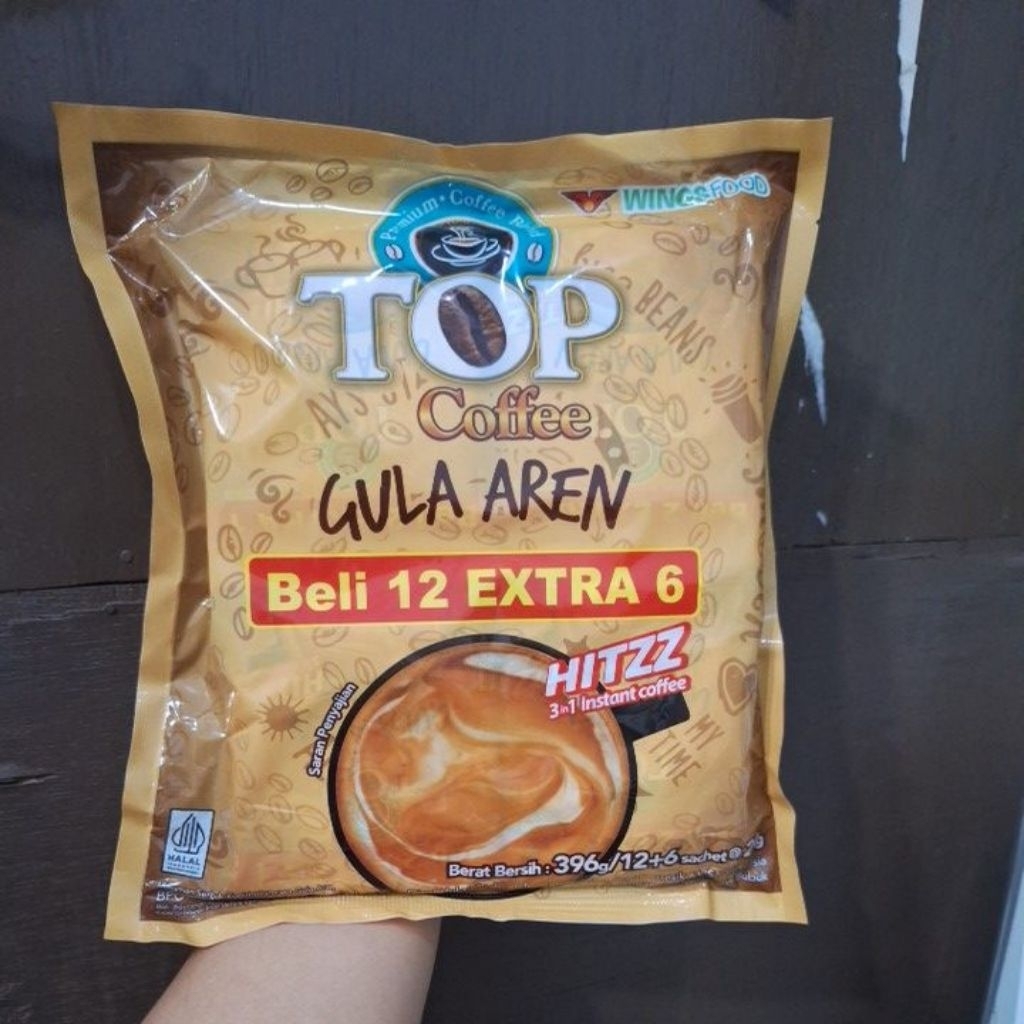 Premium • Coffee Blend
WINGSFOOD
TOP
Coffee
BEANS
GULA AREN
Beli 12 EXTRA 6
HITZZ
3in1 Instant coffee
Saran Penyajian
MY
TIME
HALAL
INDONESIA
Berat Bersih : 396g/12+6 sachet @